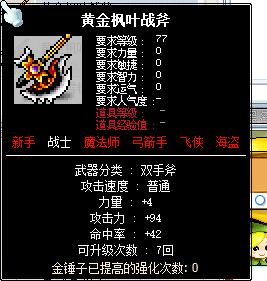 黄金枫叶战斧
要求等级: 77
要求力量: 0
要求敏捷: 0
要求智力: 0
要求运气: 0
要求人气度: -
道具等级: -
道具经验值: -
新手 战士 魔法师 弓箭手 飞侠 海盗
武器分类 : 双手斧
攻击速度 : 普通
力量 : +4
攻击力 : +94
命中率 : +42
可升级次数 : 7回
金锤子已提高的强化次数: 0